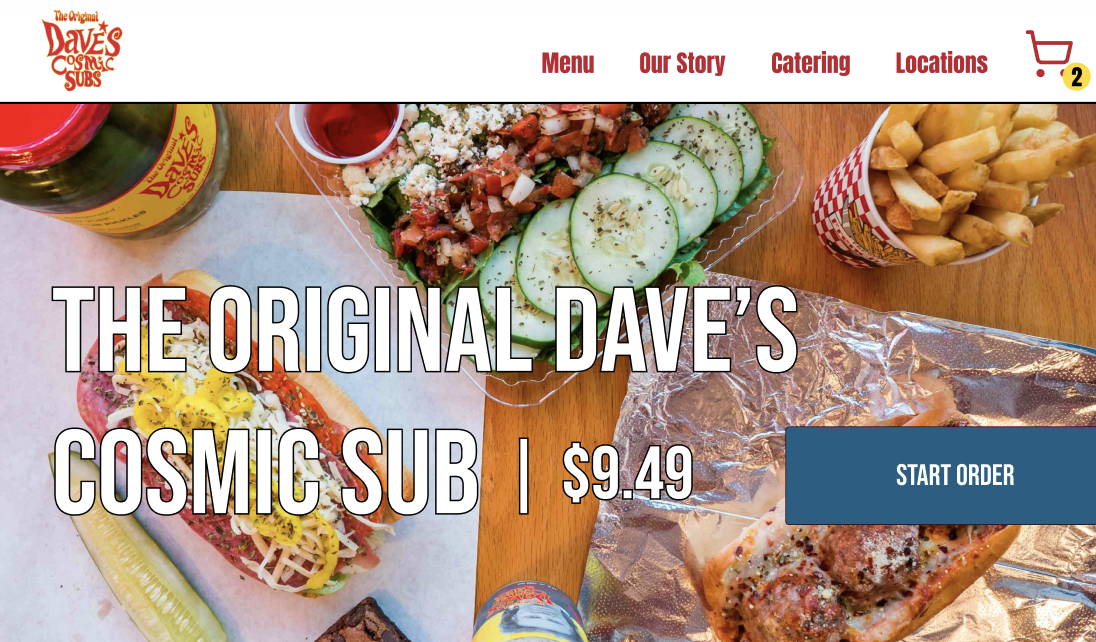 The Original
Dave's
Cosmic
Subs
Menu
Our Story
Catering
Locations
2
The Original
Dave's
Cosmic
Subs
PICKLES
THE ORIGINAL DAVE’S
COSMIC SUB | $9.49
START ORDER